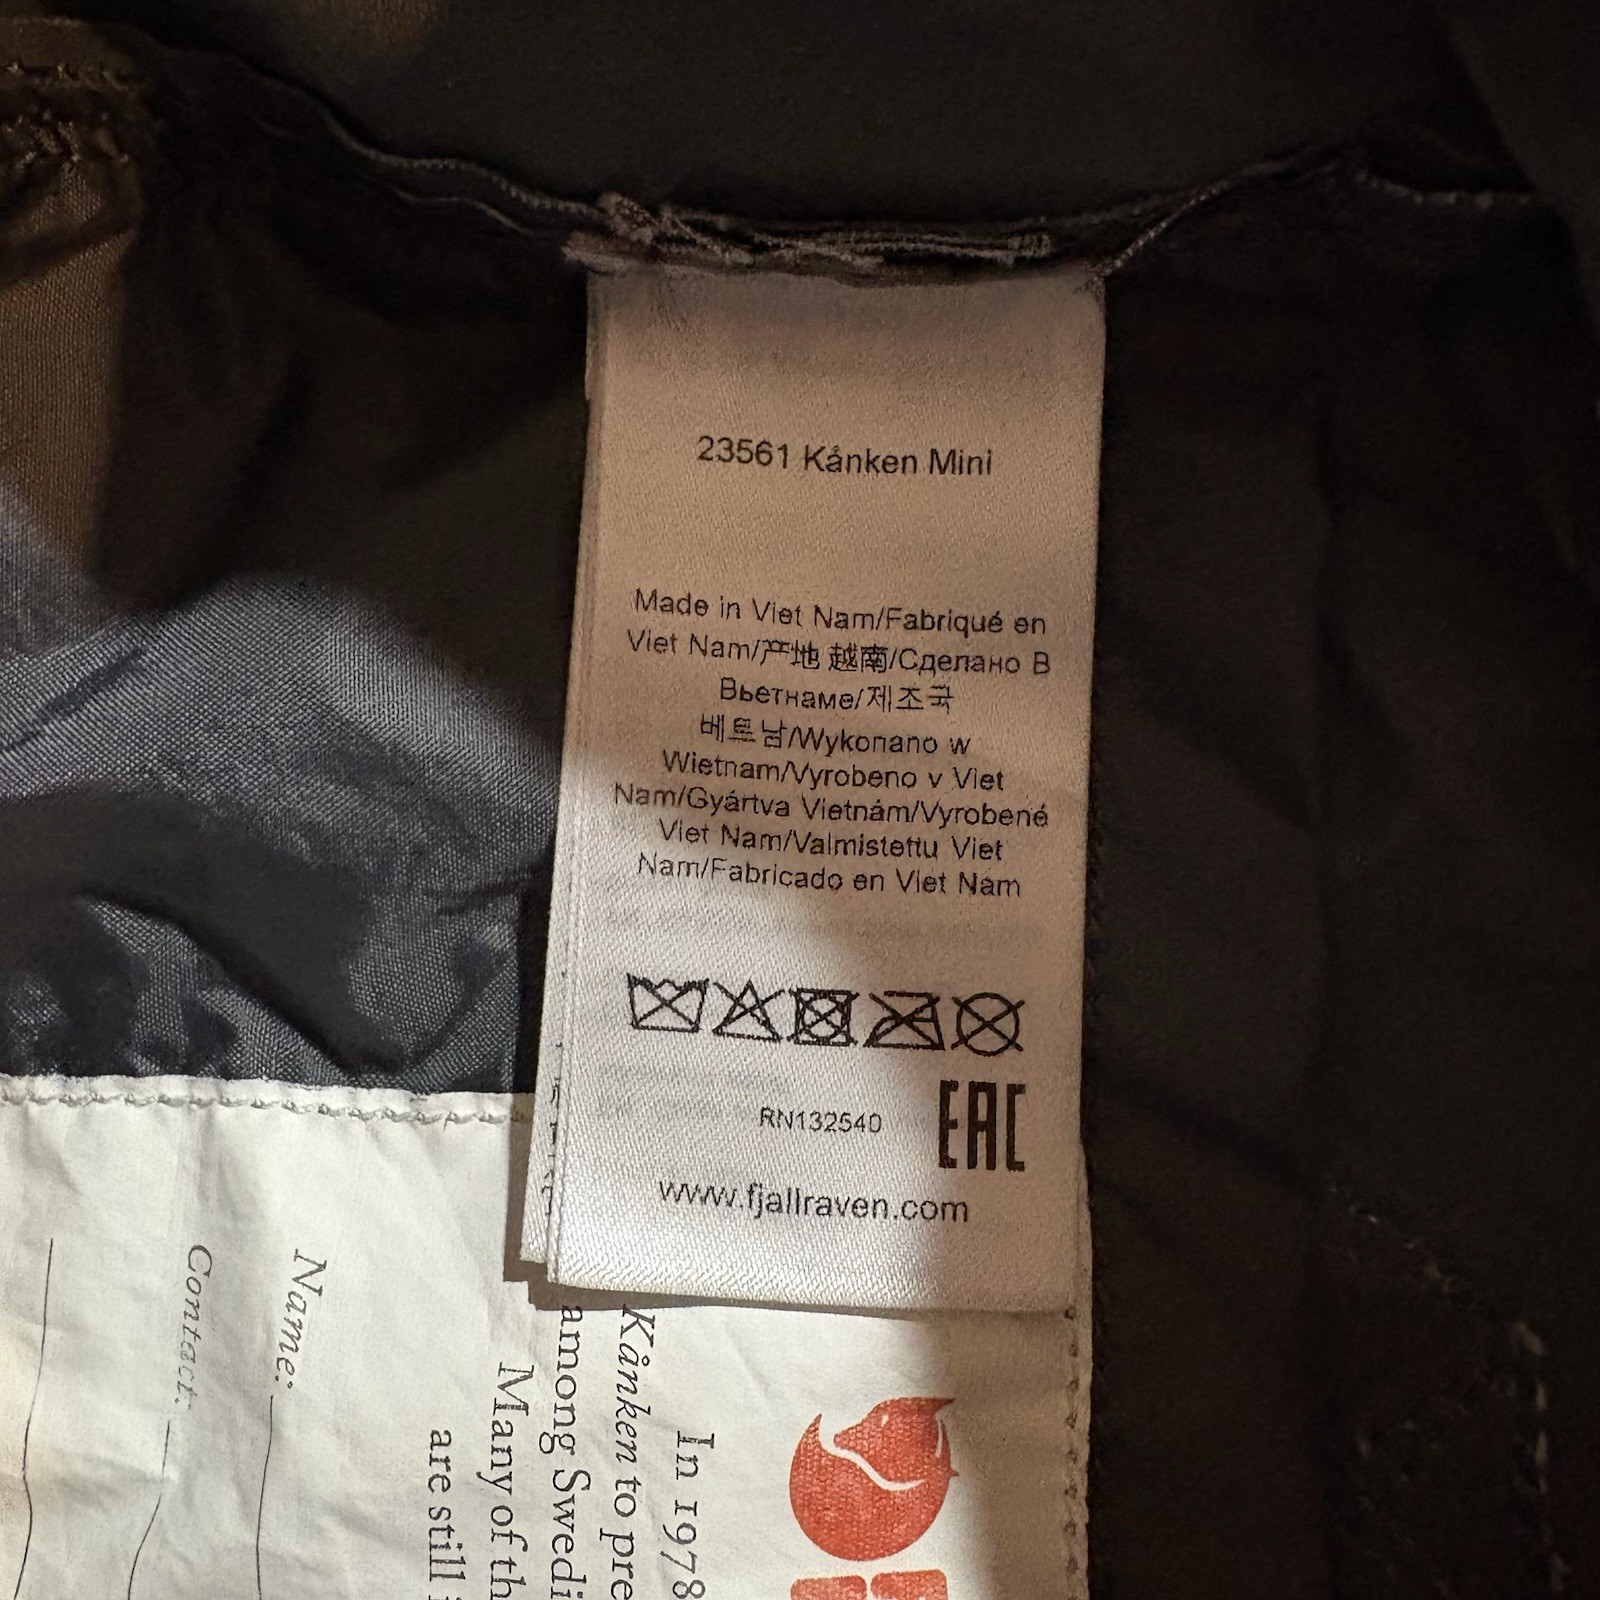 23561 Kånken Mini
Made in Viet Nam/Fabriqué en
Viet Nam/产地 越南/Сделано В
Вьетнаме/제조국
베트남/Wykonano w
Wietnam/Vyrobeno v Viet
Nam/Gyártva Vietnám/Vyrobené
Viet Nam/Valmistettu Viet
Nam/Fabricado en Viet Nam
RN132540
EAC
www.fjallraven.com
In 1978
Kånken to pre
among Swedi
Many of th
are still
Name:
Contact: